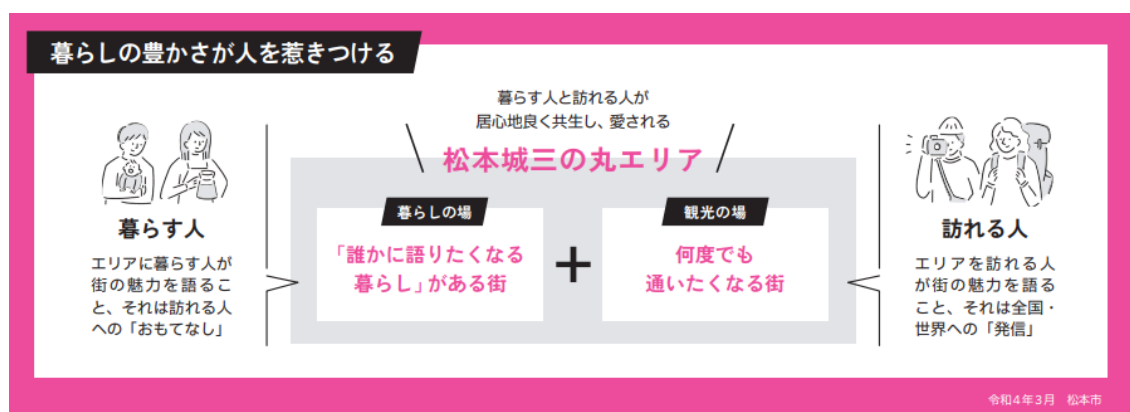 暮らしの豊かさが人を惹きつける
暮らす人と訪れる人が
居心地良く共生し、愛される
松本城三の丸エリア
暮らす人
エリアに暮らす人が
街の魅力を語るこ
と、それは訪れる人
への「おもてなし」
暮らしの場
「誰かに語りたくなる
暮らし」がある街
+
観光の場
何度でも
通いたくなる街
訪れる人
エリアを訪れる人
が街の魅力を語る
こと、それは全国・
世界への「発信」
令和4年3月 松本市